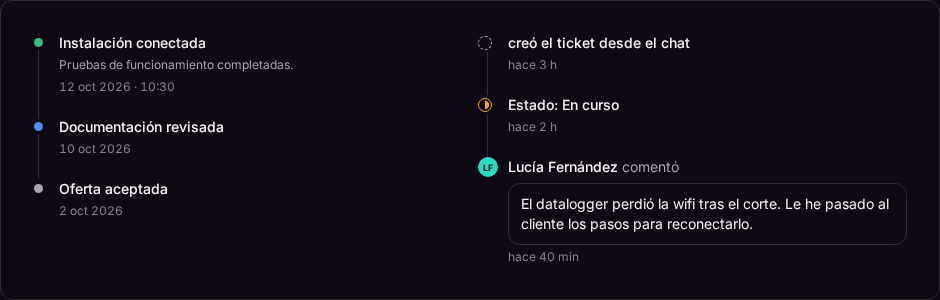 Instalación conectada
Pruebas de funcionamiento completadas.
12 oct 2026 · 10:30
Documentación revisada
10 oct 2026
Oferta aceptada
2 oct 2026
creó el ticket desde el chat
hace 3 h
Estado: En curso
hace 2 h
LF
Lucía Fernández comentó
El datalogger perdió la wifi tras el corte. Le he pasado al
cliente los pasos para reconectarlo.
hace 40 min